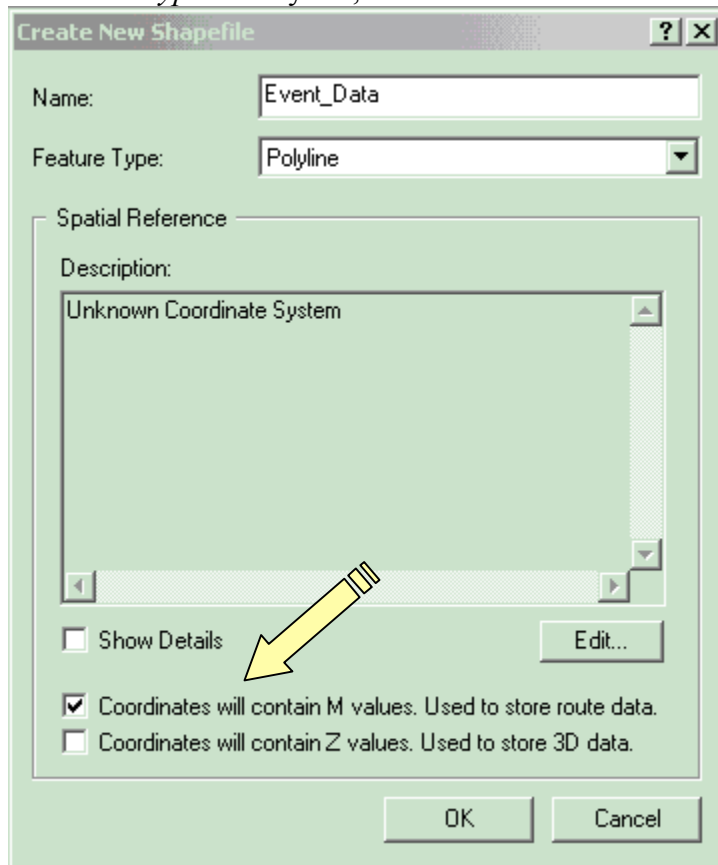 Create New Shapefile
Name: Event_Data
Feature Type: Polyline
Spatial Reference
Description:
Unknown Coordinate System
Show Details
Edit...
Coordinates will contain M values. Used to store route data.
Coordinates will contain Z values. Used to store 3D data.
OK Cancel